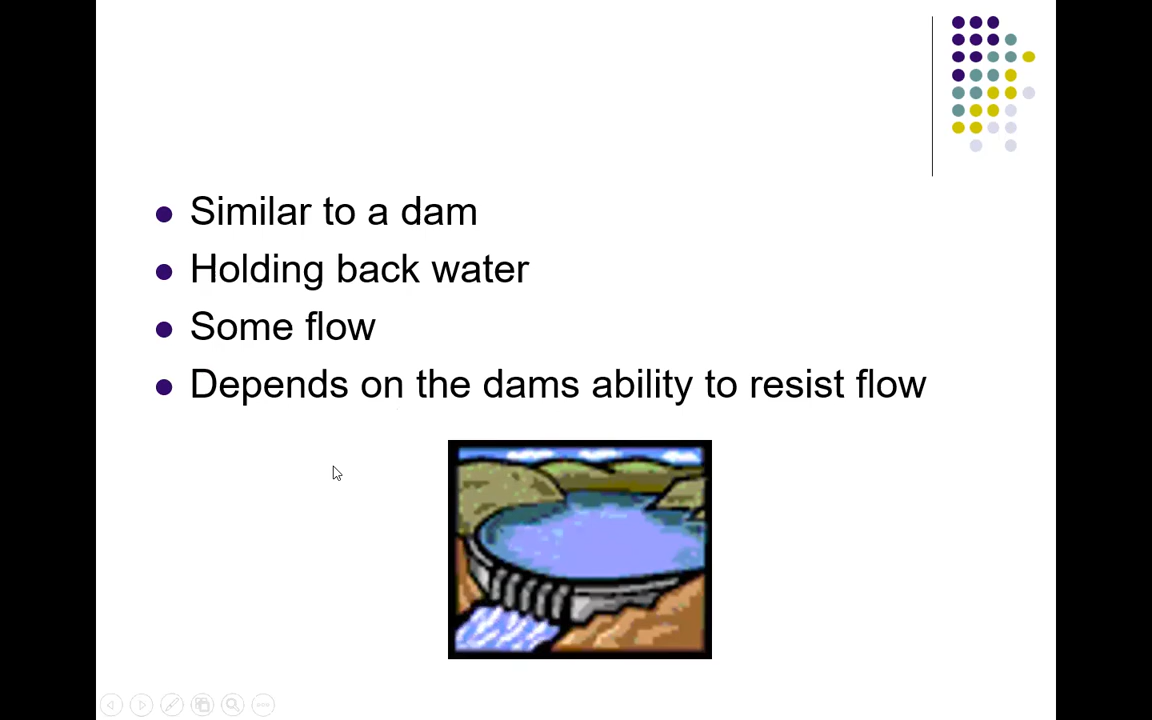 Similar to a dam
Holding back water
Some flow
Depends on the dams ability to resist flow